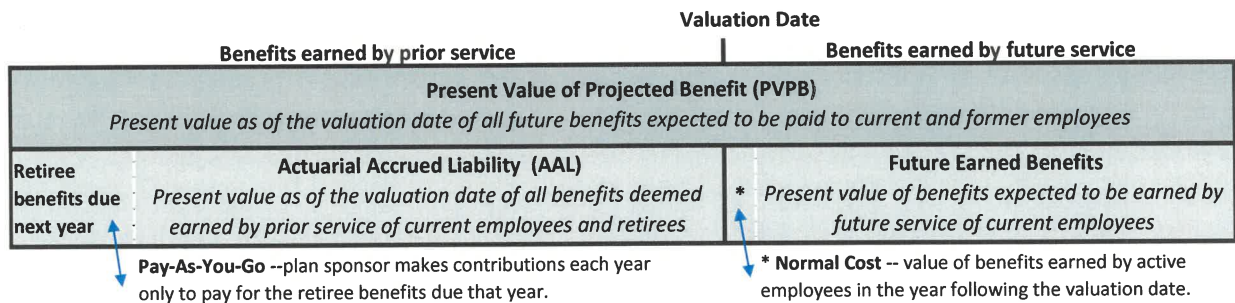 Valuation Date
Benefits earned by prior service
Benefits earned by future service
Present Value of Projected Benefit (PVPB)
Present value as of the valuation date of all future benefits expected to be paid to current and former employees
Retiree
benefits due
next year
Actuarial Accrued Liability (AAL)
Present value as of the valuation date of all benefits deemed
earned by prior service of current employees and retirees
*
Future Earned Benefits
Present value of benefits expected to be earned by
future service of current employees
Pay-As-You-Go --plan sponsor makes contributions each year
only to pay for the retiree benefits due that year.
* Normal Cost -- value of benefits earned by active
employees in the year following the valuation date.